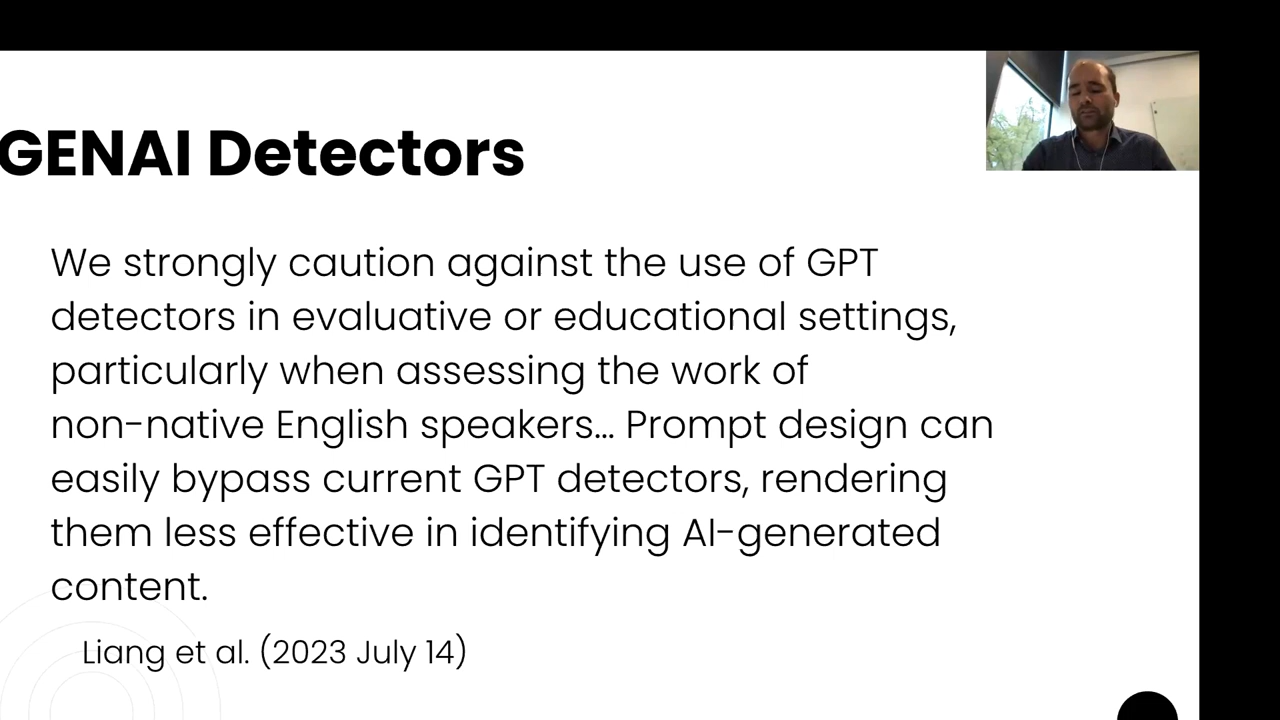 GENAI Detectors
We strongly caution against the use of GPT
detectors in evaluative or educational settings,
particularly when assessing the work of
non-native English speakers... Prompt design can
easily bypass current GPT detectors, rendering
them less effective in identifying AI-generated
content.
Liang et al. (2023 July 14)